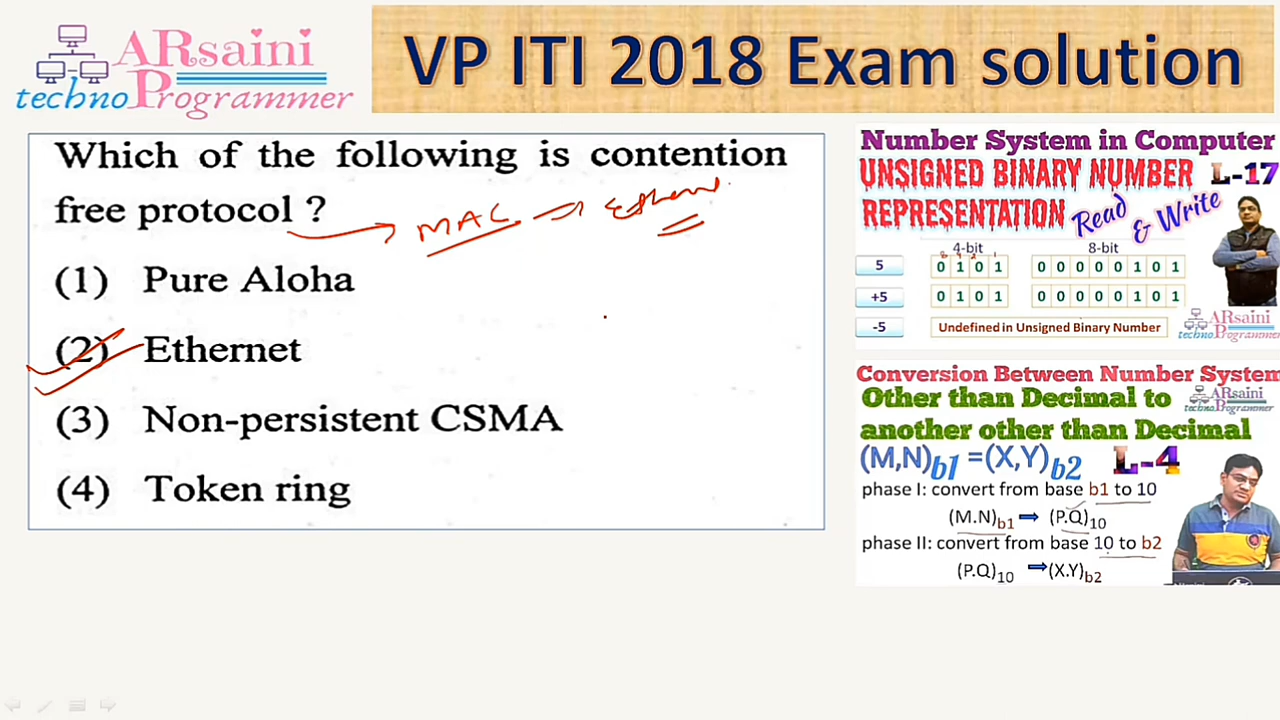 ARsaini
techno Programmer
VP ITI 2018 Exam solution
Which of the following is contention
free protocol ?
MAC
(1) Pure Aloha
(2) Ethernet
(3) Non-persistent CSMA
(4) Token ring
Number System in Computer
UNSIGNED BINARY NUMBER L-17
REPRESENTATION Read & Write
4-bit 8-bit
8 4 2 1
5 0 1 0 1 0 0 0 0 0 1 0 1
+5 0 1 0 1 0 0 0 0 0 1 0 1
-5 Undefined in Unsigned Binary Number
ARsaini
techno Programmer
Conversion Between Number System
Other than Decimal to
ARsaini
techno Programmer
another other than Decimal
(M,N)b1 =(X,Y)b2 L-4
phase I: convert from base b1 to 10
(M.N)b1 ➡ (P.Q)10
phase II: convert from base 10 to b2
(P.Q)10 ➡(X.Y)b2